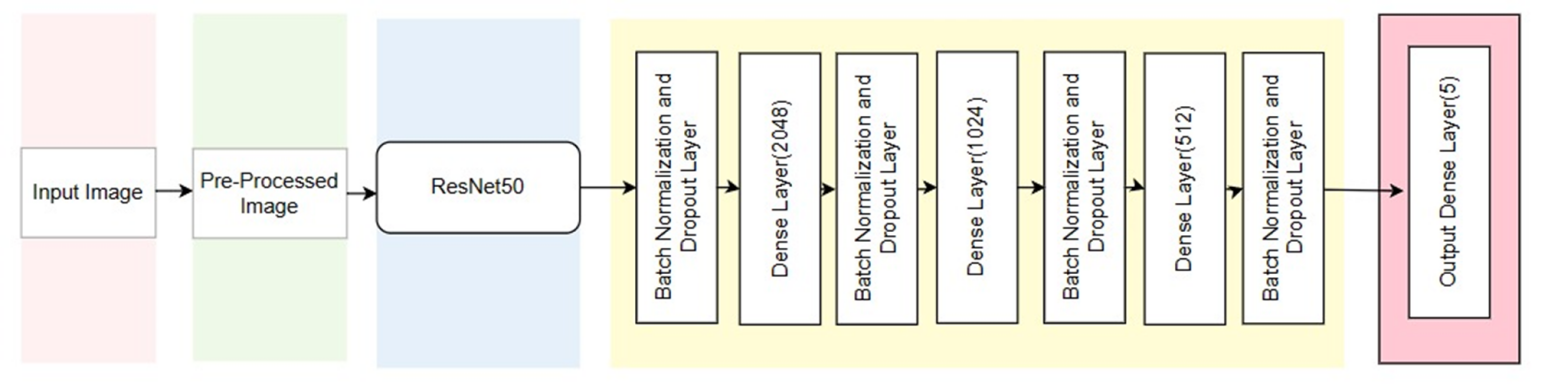 Input Image
Pre-Processed
Image
ResNet50
Batch Normalization and
Dropout Layer
Dense Layer(2048)
Batch Normalization and
Dropout Layer
Dense Layer(1024)
Batch Normalization and
Dropout Layer
Dense Layer(512)
Batch Normalization and
Dropout Layer
Output Dense Layer(5)